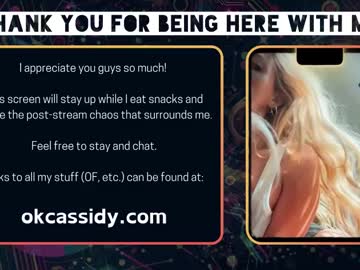 HANK YOU FOR BEING HERE WITH M
I appreciate you guys so much!
s screen will stay up while I eat snacks and
e the post-stream chaos that surrounds me.
Feel free to stay and chat.
ks to all my stuff (OF, etc.) can be found at:
okcassidy.com